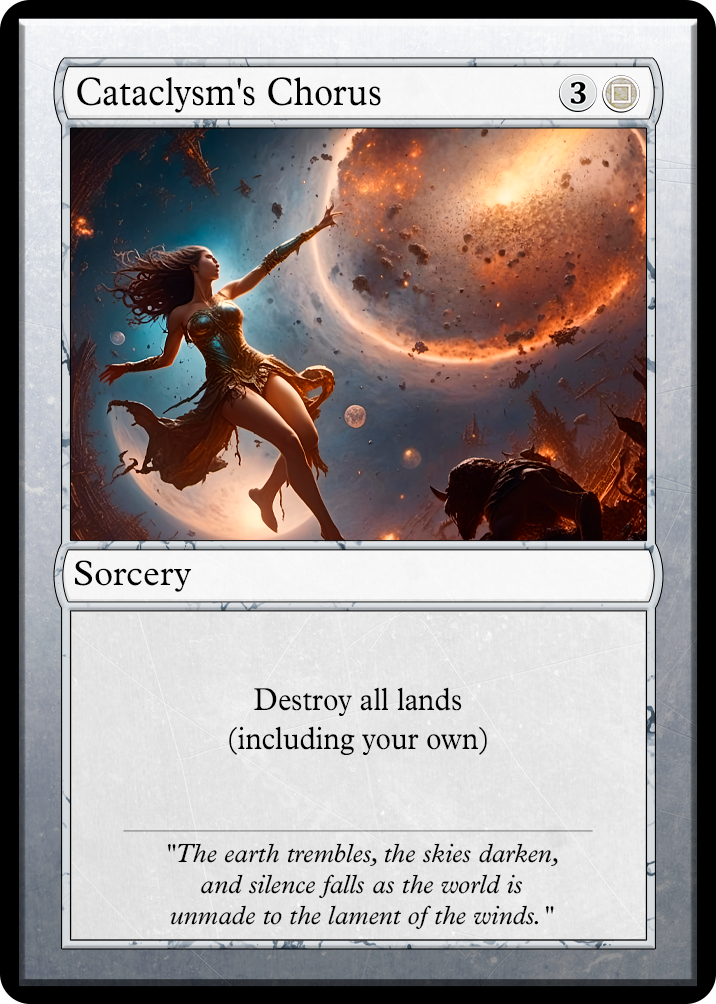 Cataclysm's Chorus 3
Sorcery
Destroy all lands
(including your own)
"The earth trembles, the skies darken,
and silence falls as the world is
unmade to the lament of the winds."